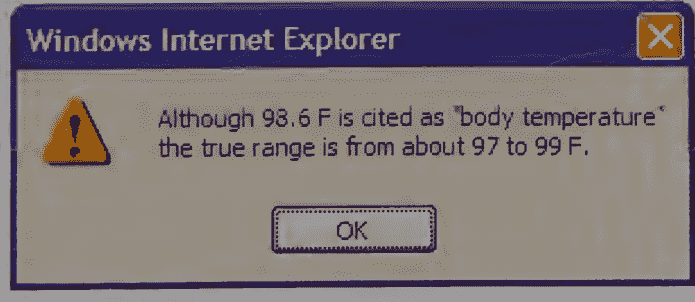 Windows Internet Explorer
Although 98.6 F is cited as "body temperature"
the true range is from about 97 to 99 F.
OK